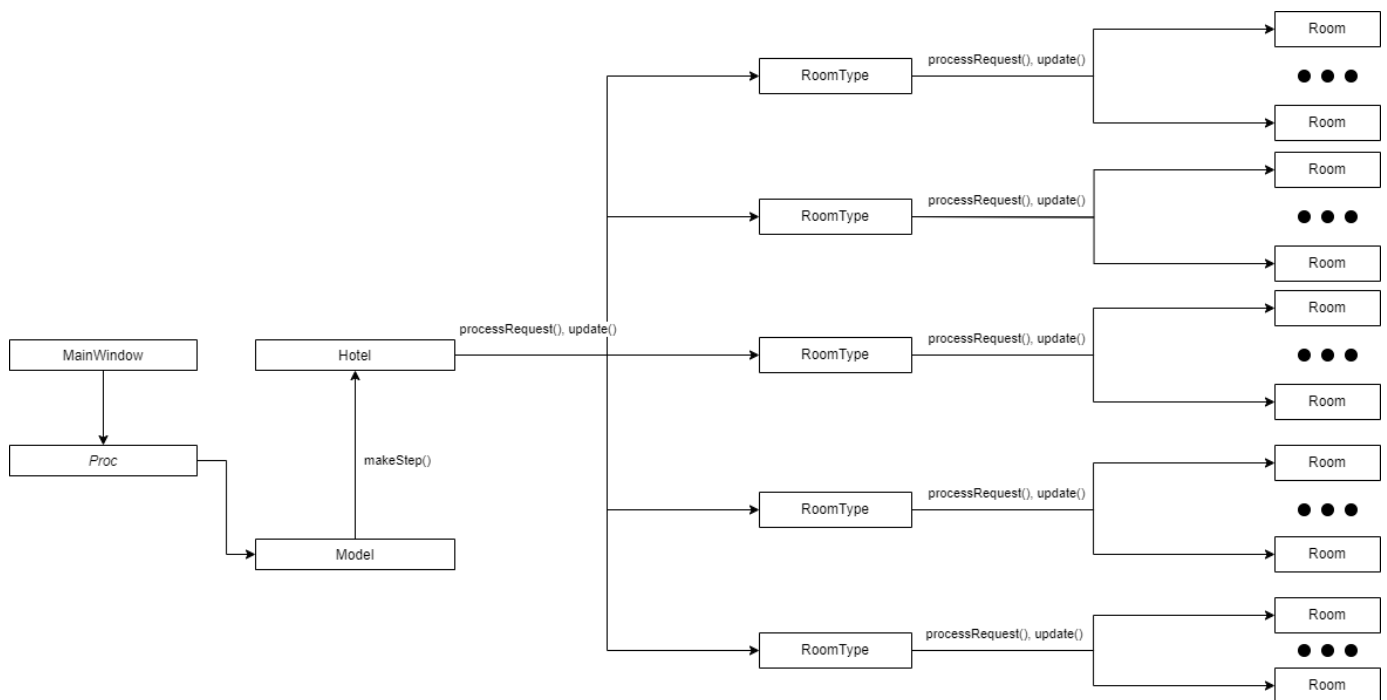 Room
processRequest(), update()
RoomType
Room
Room
processRequest(), update()
RoomType
Room
Room
processRequest(), update()
processRequest(), update()
MainWindow
Hotel
RoomType
Room
Room
Proc
makeStep()
processRequest(), update()
RoomType
Model
Room
Room
processRequest(), update()
RoomType
Room